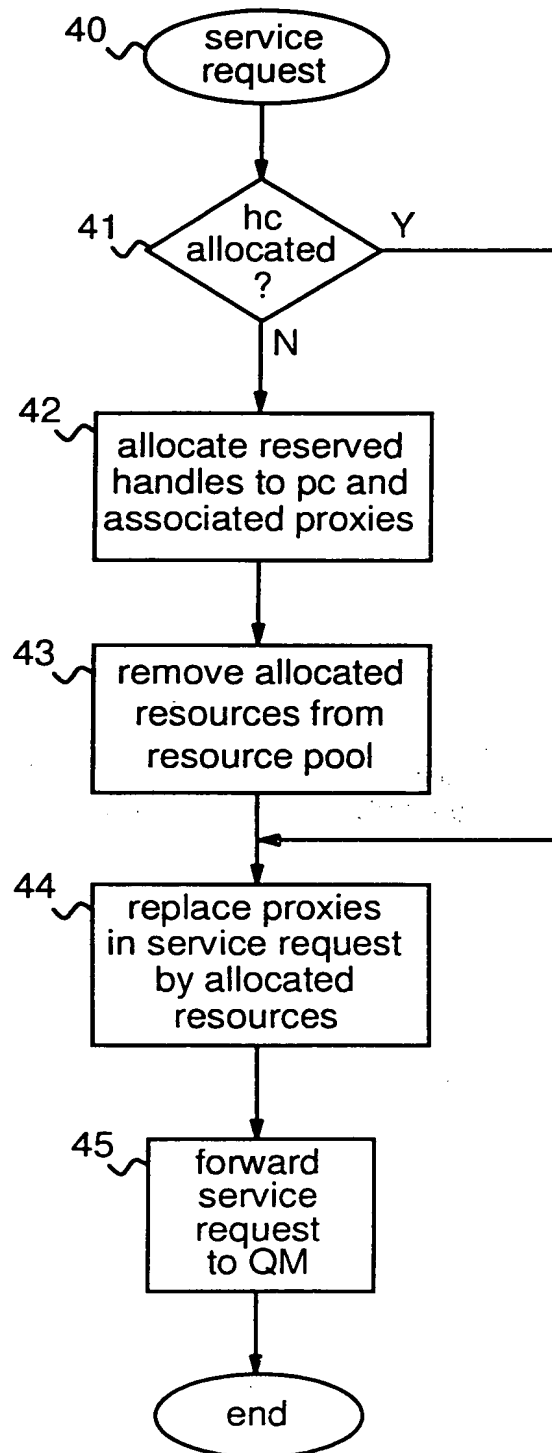 40
service
request
41
hc
allocated
?
Y
N
42
allocate reserved
handles to pc and
associated proxies
43
remove allocated
resources from
resource pool
44
replace proxies
in service request
by allocated
resources
45
forward
service
request
to QM
end